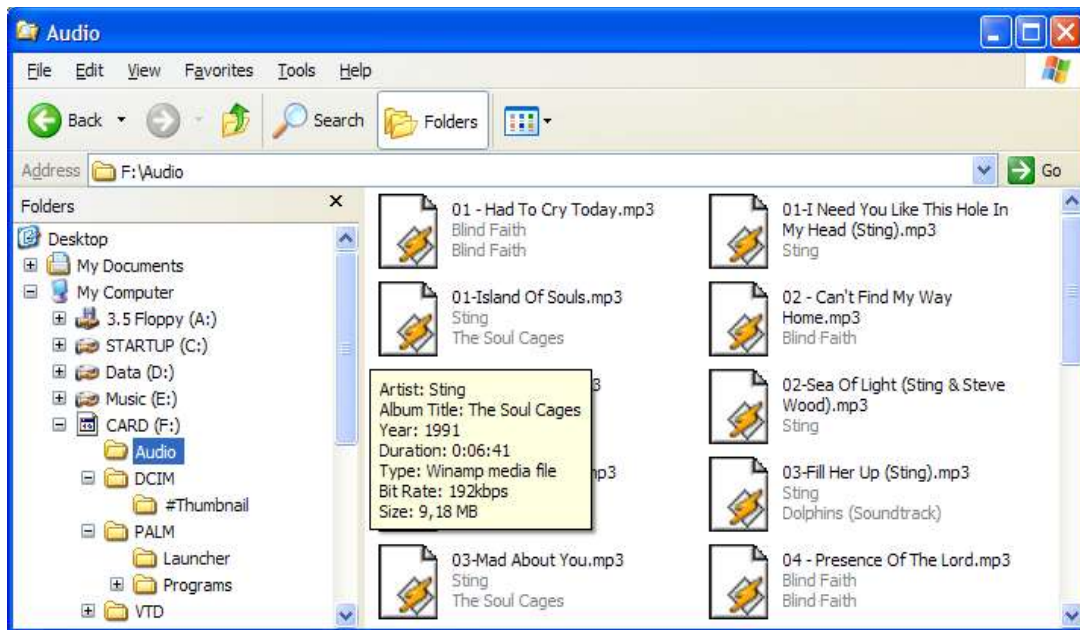 Audio
File Edit View Favorites Tools Help
Back Search Folders
Address F:\Audio Go
Folders
Desktop
My Documents
My Computer
3.5 Floppy (A:)
STARTUP (C:)
Data (D:)
Music (E:)
CARD (F:)
Audio
DCIM
#Thumbnail
PALM
Launcher
Programs
VTD
01 - Had To Cry Today.mp3
Blind Faith
Blind Faith
01-I Need You Like This Hole In
My Head (Sting).mp3
Sting
01-Island Of Souls.mp3
Sting
The Soul Cages
02 - Can't Find My Way
Home.mp3
Blind Faith
Artist: Sting
Album Title: The Soul Cages
Year: 1991
Duration: 0:06:41
Type: Winamp media file
Bit Rate: 192kbps
Size: 9,18 MB
02-Sea Of Light (Sting & Steve
Wood).mp3
Sting
03-Fill Her Up (Sting).mp3
Sting
Dolphins (Soundtrack)
03-Mad About You.mp3
Sting
The Soul Cages
04 - Presence Of The Lord.mp3
Blind Faith
Blind Faith